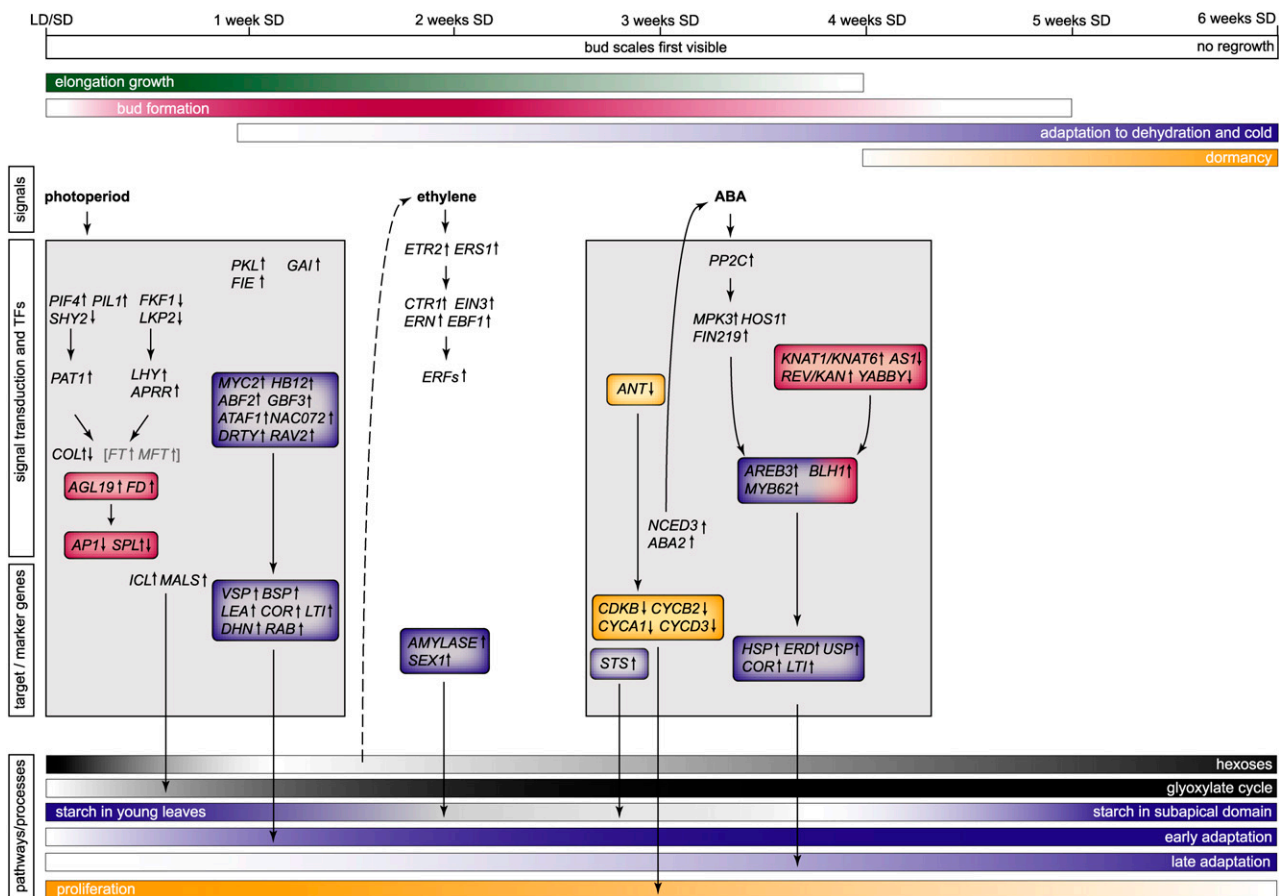 LD/SD 1 week SD 2 weeks SD 3 weeks SD 4 weeks SD 5 weeks SD 6 weeks SD
bud scales first visible no regrowth
elongation growth
bud formation
adaptation to dehydration and cold
dormancy
signals
photoperiod ethylene ABA
signal transduction and TFs
PKL↑ GAI↑
FIE↑
PIF4↑ PIL1↑ FKF1↓
SHY2↓ LKP2↓
PAT1↑ LHY↑
APRR↑
COL↑↓ [FT↑ MFT↑]
AGL19↑ FD↑
AP1↓ SPL↑↓
MYC2↑ HB12↑
ABF2↑ GBF3↑
ATAF1↑ NAC072↑
DRTY↑ RAV2↑
ETR2↑ ERS1↑
CTR1↑ EIN3↑
ERN↑ EBF1↑
ERFs↑
PP2C↑
MPK3↑ HOS1↑
FIN219↑
KNAT1/KNAT6↑ AS1↓
REV/KAN↑ YABBY↓
ANT↓
AREB3↑ BLH1↑
MYB62↑
NCED3↑
ABA2↑
target / marker genes
ICL↑ MALS↑
VSP↑ BSP↑
LEA↑ COR↑ LTI↑
DHN↑ RAB↑
AMYLASE↑
SEX1↑
CDKB↓ CYCB2↓
CYCA1↓ CYCD3↓
STS↑
HSP↑ ERD↑ USP↑
COR↑ LTI↑
pathways/processes
hexoses
glyoxylate cycle
starch in young leaves starch in subapical domain
early adaptation
late adaptation
proliferation